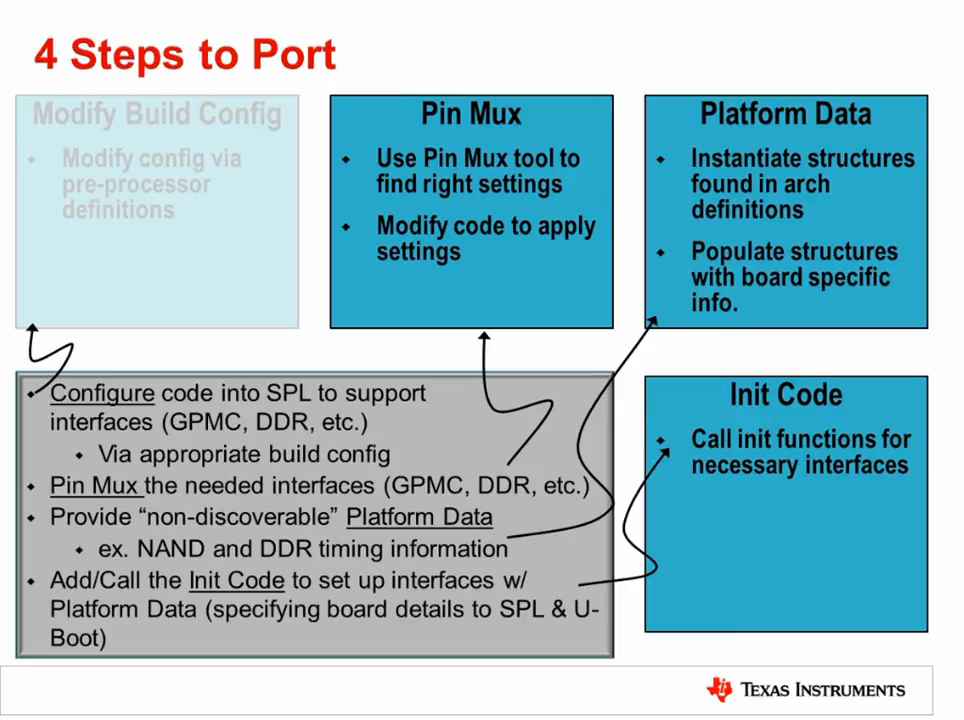 4 Steps to Port
Modify Build Config
Modify config via
pre-processor
definitions
Pin Mux
Use Pin Mux tool to
find right settings
Modify code to apply
settings
Platform Data
Instantiate structures
found in arch
definitions
Populate structures
with board specific
info.
Configure code into SPL to support
interfaces (GPMC, DDR, etc.)
Via appropriate build config
Pin Mux the needed interfaces (GPMC, DDR, etc.)
Provide “non-discoverable” Platform Data
ex. NAND and DDR timing information
Add/Call the Init Code to set up interfaces w/
Platform Data (specifying board details to SPL & U-
Boot)
Init Code
Call init functions for
necessary interfaces
TEXAS INSTRUMENTS